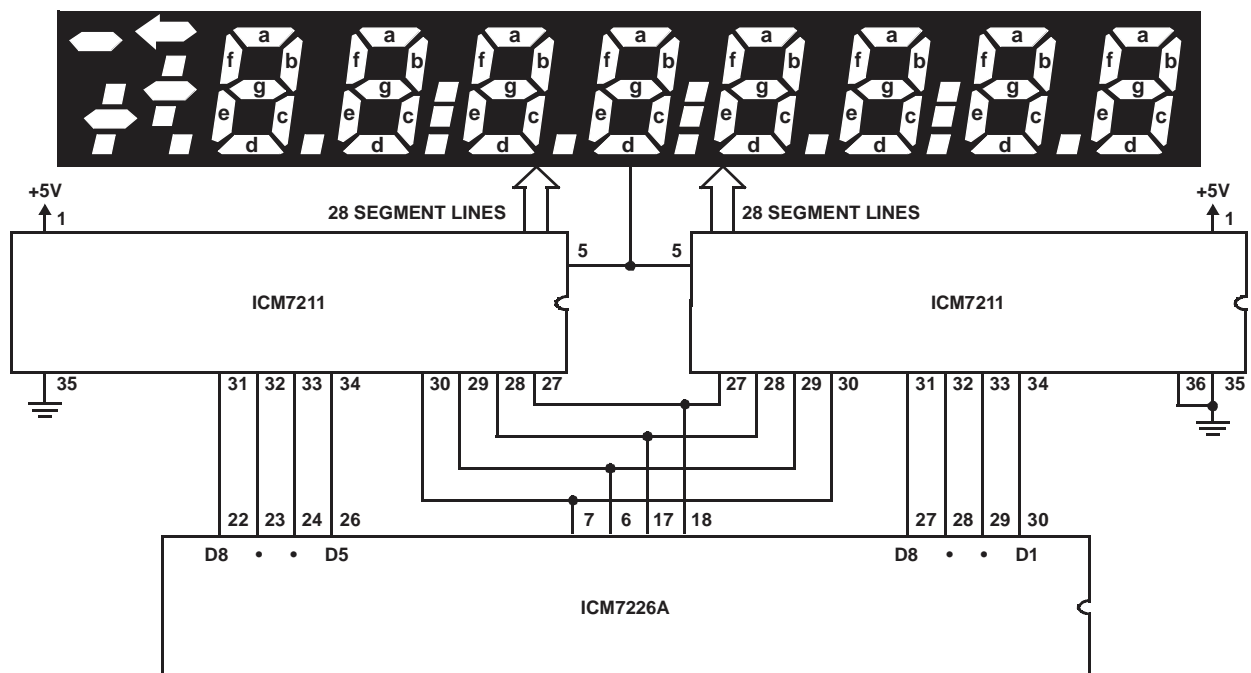 a a a a a a a a
f b f b f b f b f b f b f b f b
g g g g g g g g
e c e c e c e c e c e c e c e c
d d d d d d d d
+5V +5V
1 28 SEGMENT LINES 28 SEGMENT LINES 1
5 5
ICM7211 ICM7211
35 31 32 33 34 30 29 28 27 27 28 29 30 31 32 33 34 36 35
22 23 24 26 7 6 17 18 27 28 29 30
D8 • • D5 D8 • • D1
ICM7226A